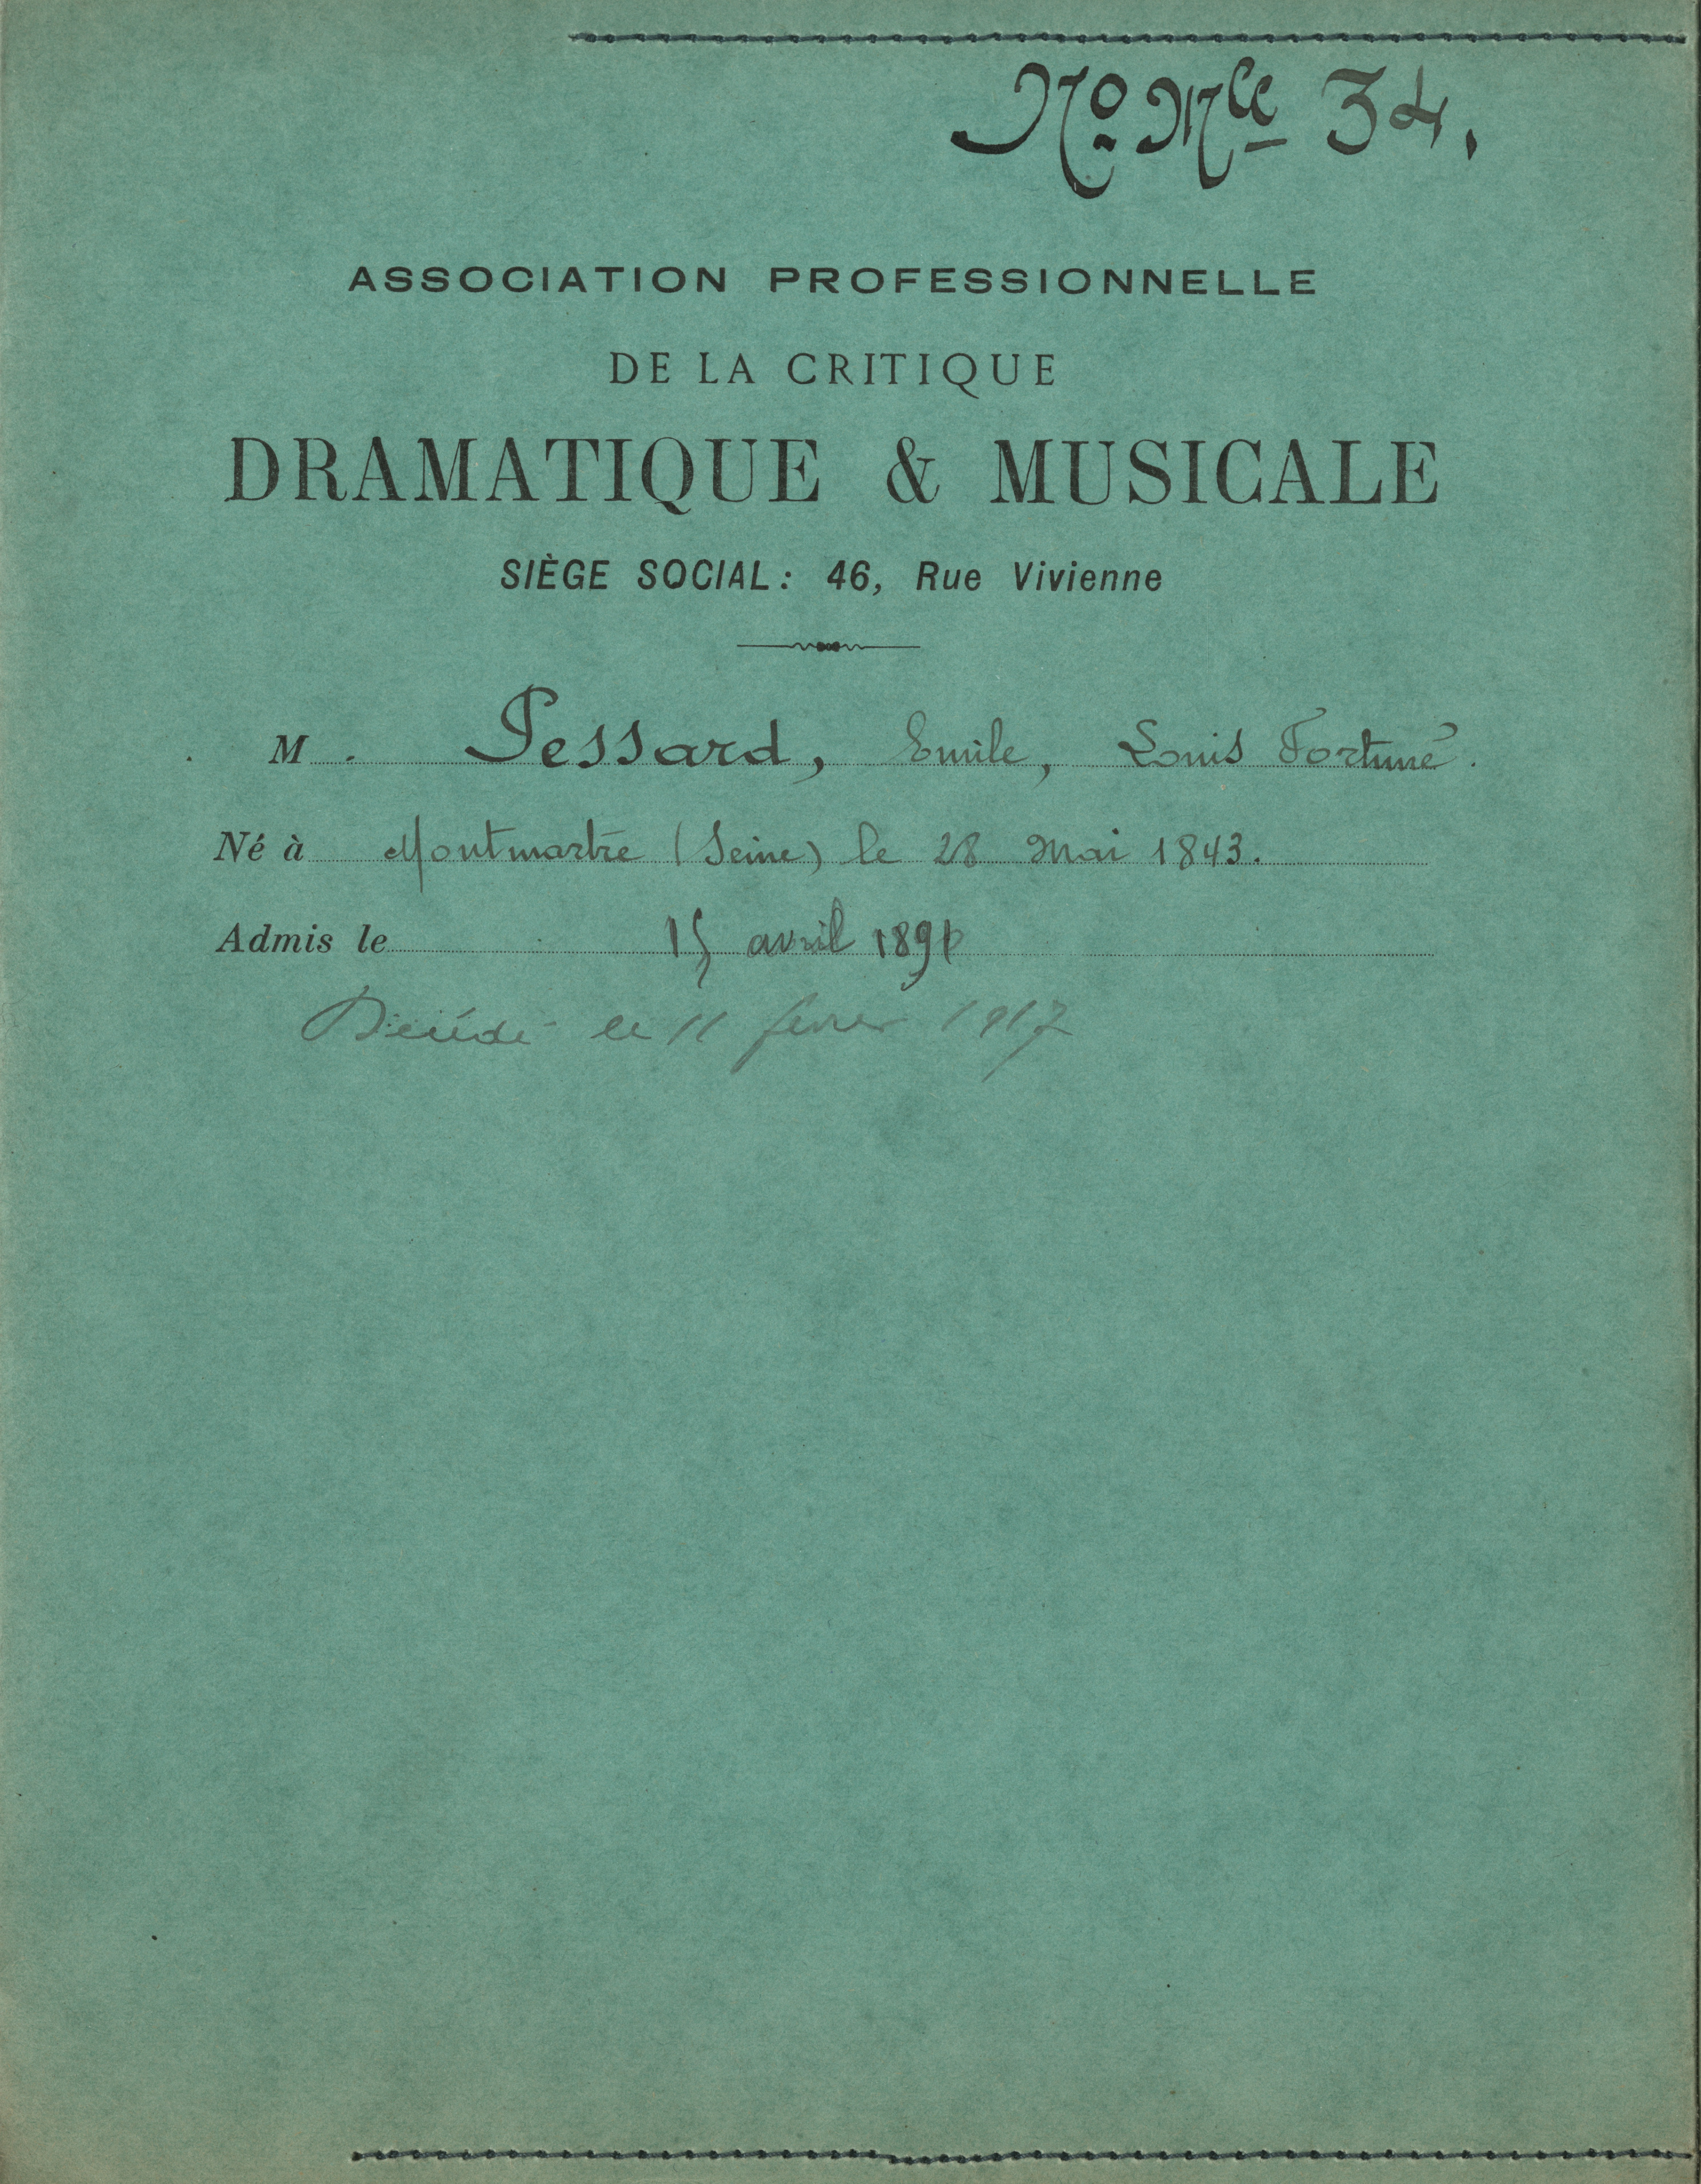 No Mle 34.
ASSOCIATION PROFESSIONNELLE
DE LA CRITIQUE
DRAMATIQUE & MUSICALE
SIÈGE SOCIAL: 46, Rue Vivienne
M. Pessard, Emile, Louis Fortuné.
Né à Montmartre (Seine) le 28 Mai 1843.
Admis le 15 avril
Décédé le 11 février 1917